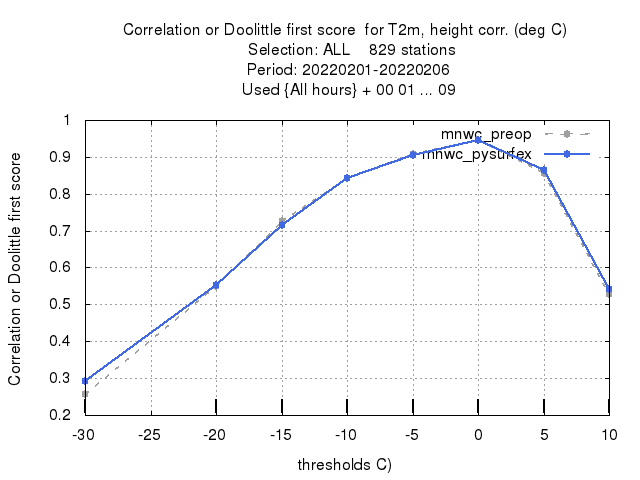 Correlation or Doolittle first score  for T2m, height corr. (deg C)
Selection: ALL    829 stations
Period: 20220201-20220206
Used {All hours} + 00 01 ... 09
mnwc_preop
mnwc_pysurfex
Correlation or Doolittle first score
1
0.9
0.8
0.7
0.6
0.5
0.4
0.3
0.2
-30 -25 -20 -15 -10 -5 0 5 10
thresholds C)